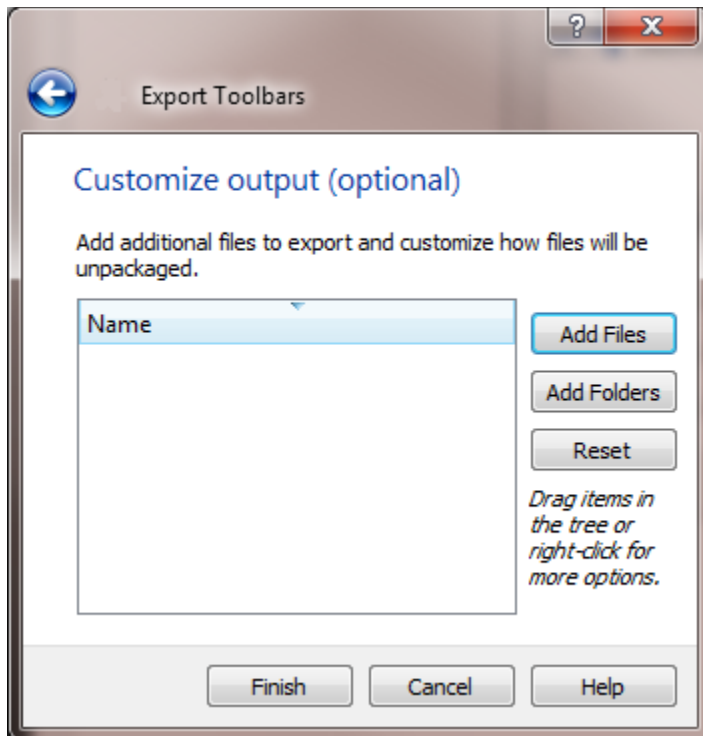 ?
X
Export Toolbars
Customize output (optional)
Add additional files to export and customize how files will be
unpackaged.
Name
Add Files
Add Folders
Reset
Drag items in
the tree or
right-click for
more options.
Finish
Cancel
Help